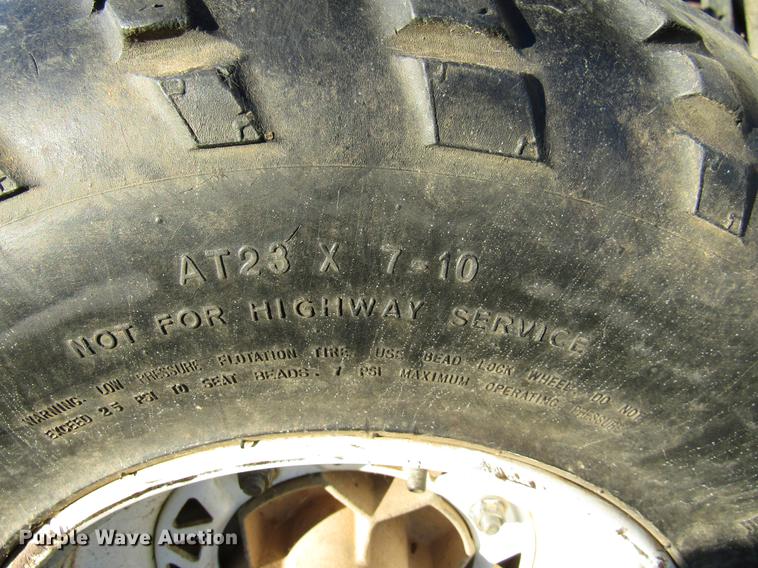 AT23 X 7-10
NOT FOR HIGHWAY SERVICE
WARNING. LOW PRESSURE FLOTATION TIRE. USE BEAD LOCK WHEEL. DO NOT
EXCEED 25 PSI TO SEAT BEADS. 7 PSI MAXIMUM OPERATING PRESSURE
Purple Wave Auction